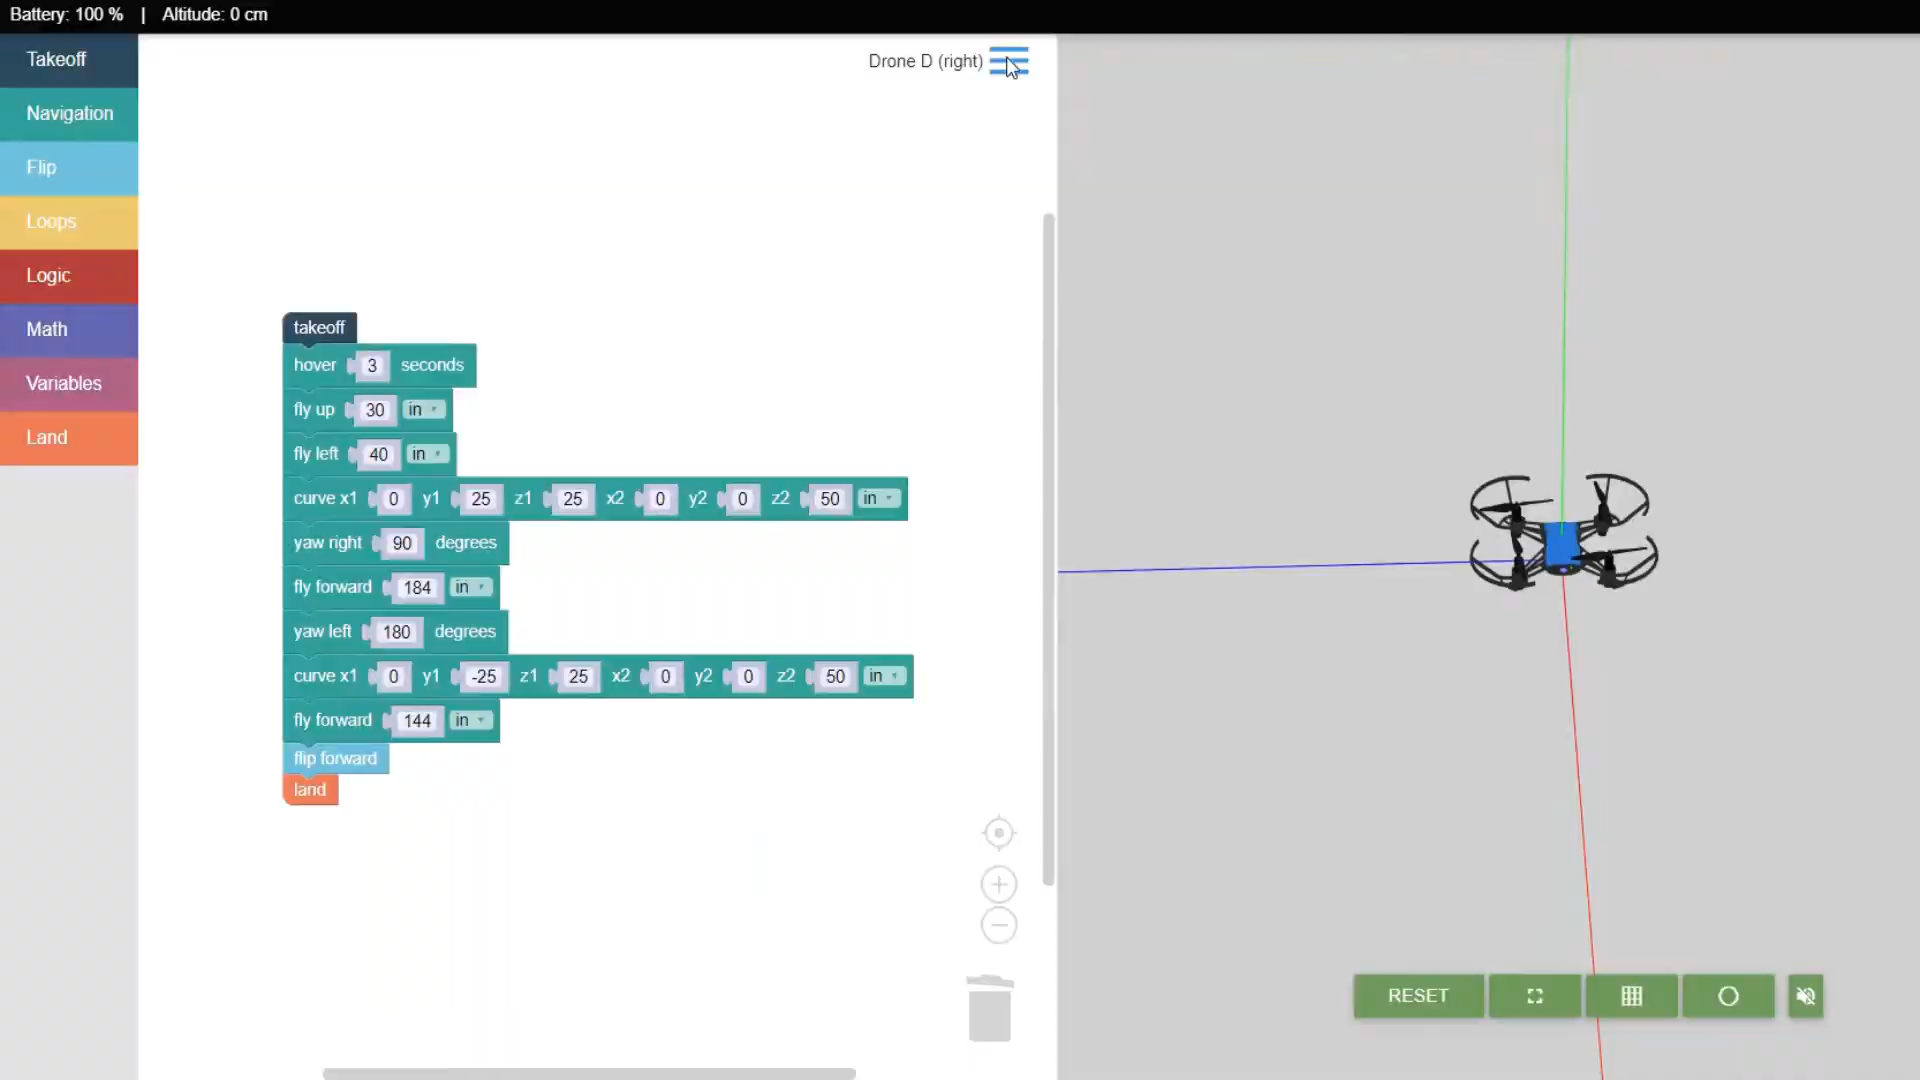 Battery: 100 % | Altitude: 0 cm
Takeoff
Navigation
Flip
Loops
Logic
Math
Variables
Land
Drone D (right)
takeoff
hover 3 seconds
fly up 30 in
fly left 40 in
curve x1 0 y1 25 z1 25 x2 0 y2 0 z2 50 in
yaw right 90 degrees
fly forward 184 in
yaw left 180 degrees
curve x1 0 y1 -25 z1 25 x2 0 y2 0 z2 50 in
fly forward 144 in
flip forward
land
RESET